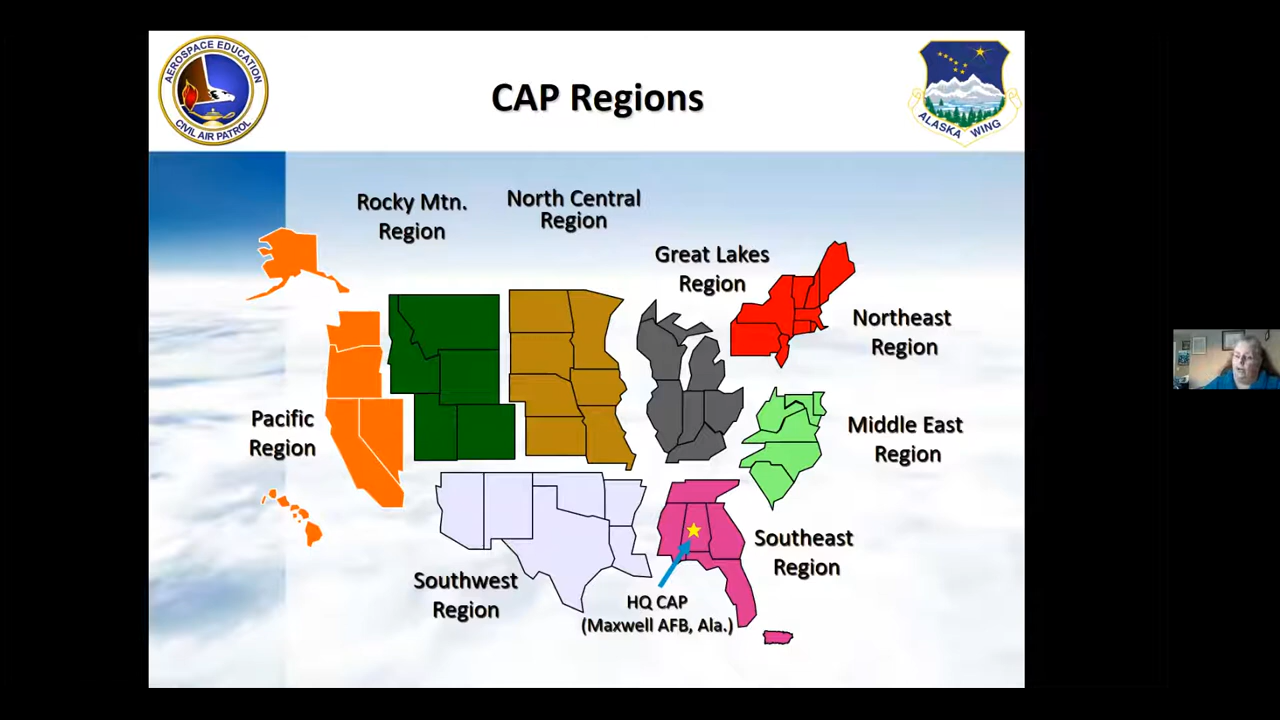 AEROSPACE EDUCATION
CIVIL AIR PATROL
CAP Regions
ALASKA WING
Rocky Mtn.
Region
North Central
Region
Great Lakes
Region
Northeast
Region
Pacific
Region
Middle East
Region
Southeast
Region
Southwest
Region
HQ CAP
(Maxwell AFB, Ala.)